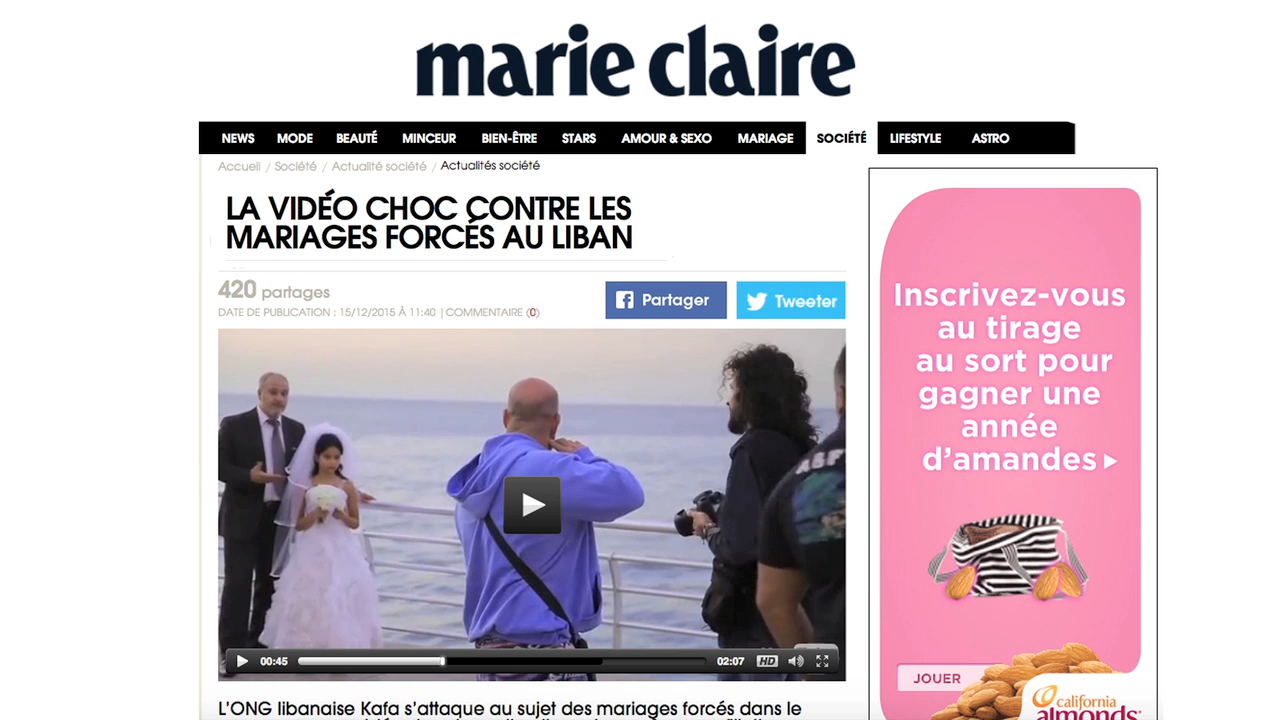 marie claire
NEWS MODE BEAUTÉ MINCEUR BIEN-ÊTRE STARS AMOUR & SEXO MARIAGE SOCIÉTÉ LIFESTYLE ASTRO
Accueil / Société / Actualité société / Actualités société
LA VIDÉO CHOC CONTRE LES
MARIAGES FORCÉS AU LIBAN
420 partages
DATE DE PUBLICATION : 15/12/2015 À 11:40 | COMMENTAIRE (0)
Partager
Tweeter
00:45
02:07
HD
L'ONG libanaise Kafa s'attaque au sujet des mariages forcés dans le
Inscrivez-vous
au tirage
au sort pour
gagner une
année
d'amandes
JOUER
california
almonds